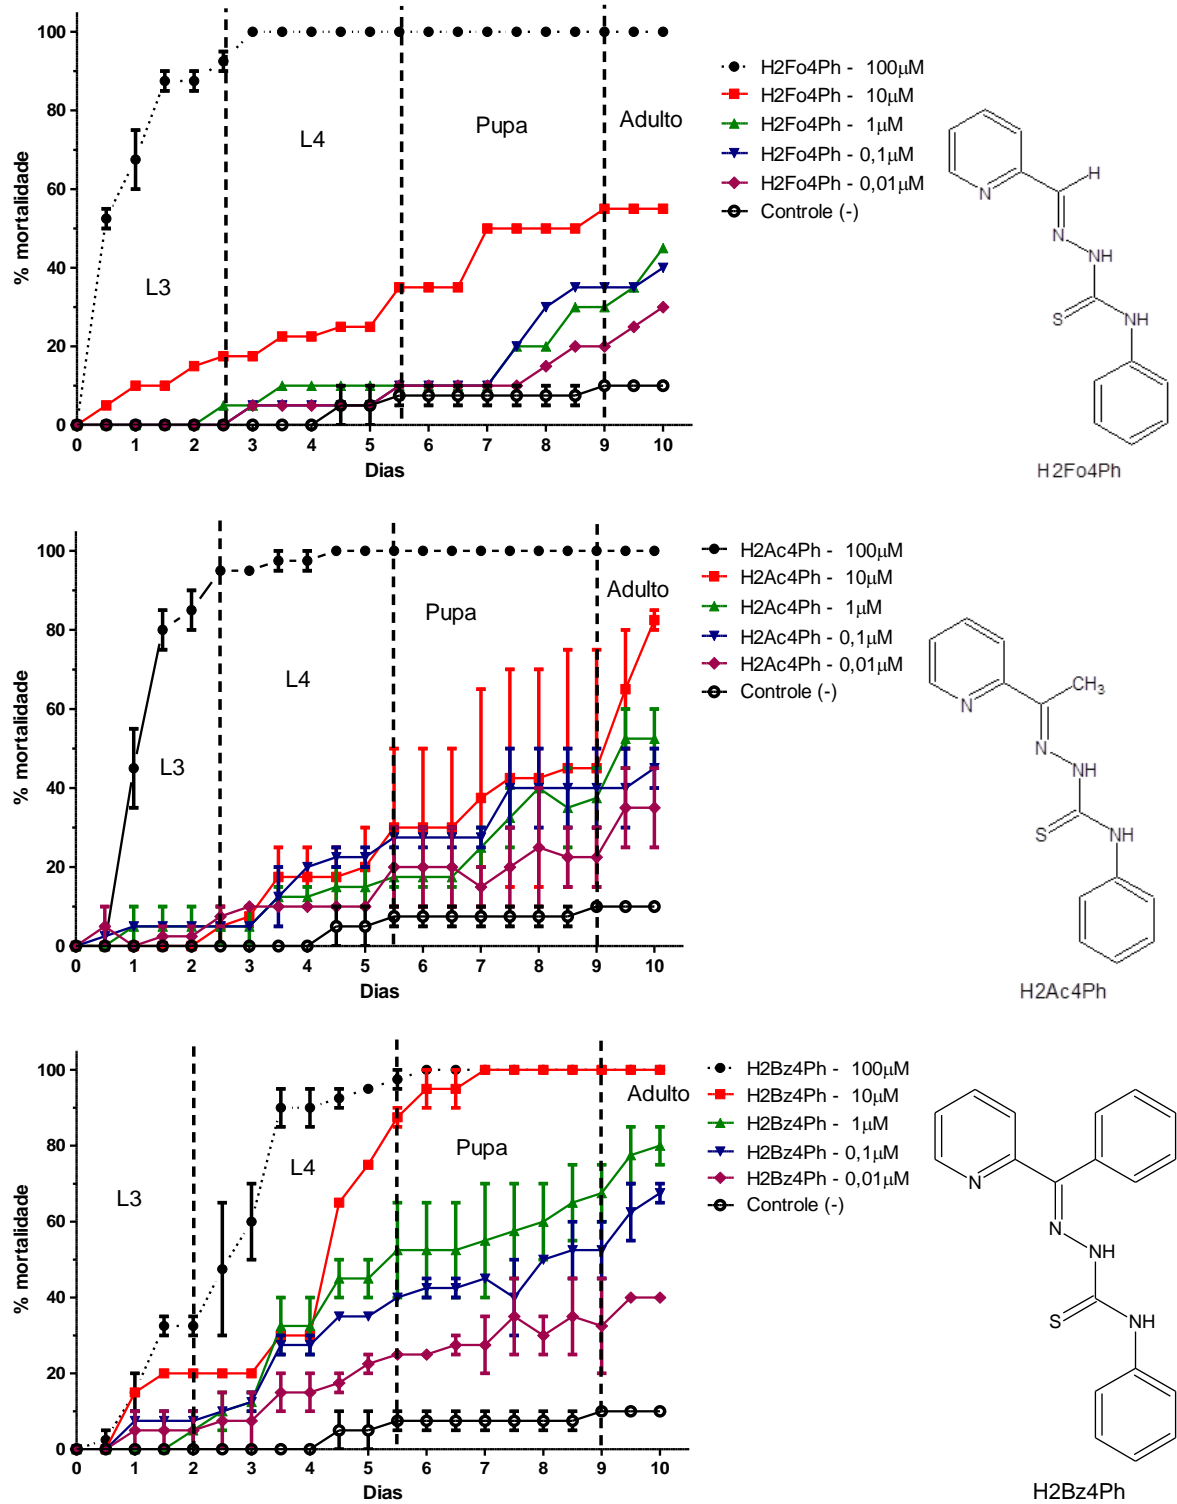 % mortalidade
100
80
60
40
20
0
L3
L4
Pupa
Adulto
0 1 2 3 4 5 6 7 8 9 10
Dias
H2Fo4Ph - 100μM
H2Fo4Ph - 10μM
H2Fo4Ph - 1μM
H2Fo4Ph - 0,1μM
H2Fo4Ph - 0,01μM
Controle (-)
N
H
N
NH
S
NH
H2Fo4Ph
% mortalidade
100
80
60
40
20
0
L3
L4
Pupa
Adulto
0 1 2 3 4 5 6 7 8 9 10
Dias
H2Ac4Ph - 100μM
H2Ac4Ph - 10μM
H2Ac4Ph - 1μM
H2Ac4Ph - 0,1μM
H2Ac4Ph - 0,01μM
Controle (-)
N
CH3
N
NH
S
NH
H2Ac4Ph
% mortalidade
100
80
60
40
20
0
L3
L4
Pupa
Adulto
0 1 2 3 4 5 6 7 8 9 10
Dias
H2Bz4Ph - 100μM
H2Bz4Ph - 10μM
H2Bz4Ph - 1μM
H2Bz4Ph - 0,1μM
H2Bz4Ph - 0,01μM
Controle (-)
N
N
NH
S
NH
H2Bz4Ph